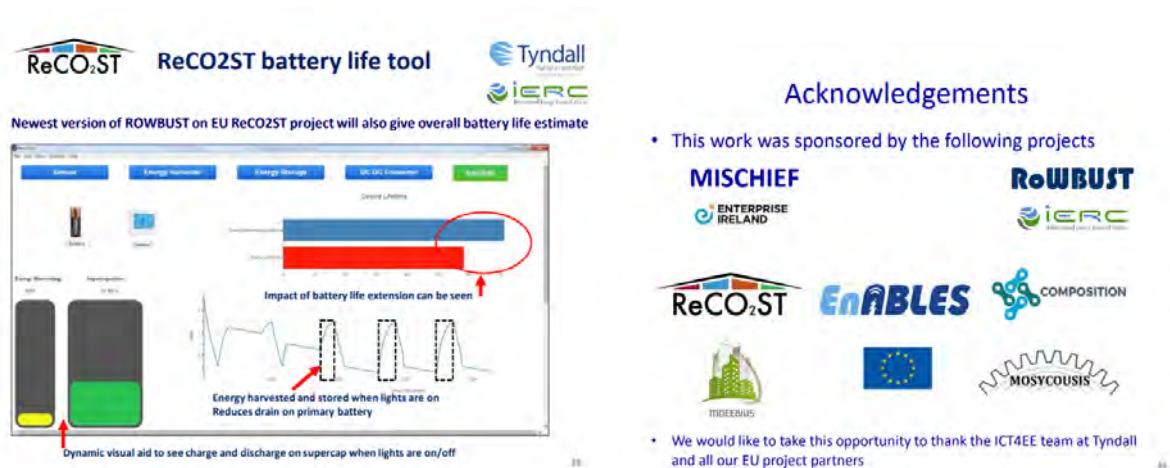 ReCO₂ST
ReCO2ST battery life tool
Tyndall
iERC
Newest version of ROWBUST on EU ReCO2ST project will also give overall battery life estimate
Sensor
Energy Harvester
Energy Storage
DC-DC Converter
Device Lifetime
Impact of battery life extension can be seen
Energy harvested and stored when lights are on
Reduces drain on primary battery
Dynamic visual aid to see charge and discharge on supercap when lights are on/off
Acknowledgements
• This work was sponsored by the following projects
MISCHIEF
RoWBUST
ENTERPRISE
IRELAND
iERC
ReCO₂ST
EnABLES
COMPOSITION
MOEEBIUS
MOSYCOUSIS
• We would like to take this opportunity to thank the ICT4EE team at Tyndall
and all our EU project partners